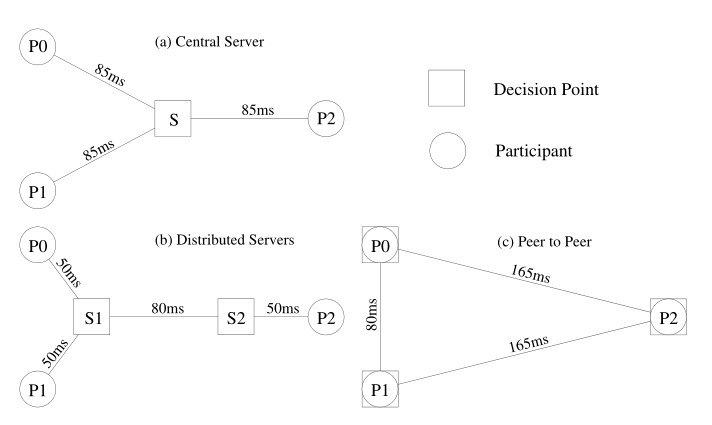 (a) Central Server
P0
85ms
S
85ms
P2
85ms
P1
Decision Point
Participant
(b) Distributed Servers
P0
50ms
S1
80ms
S2
50ms
P2
50ms
P1
(c) Peer to Peer
P0
165ms
80ms
P2
165ms
P1